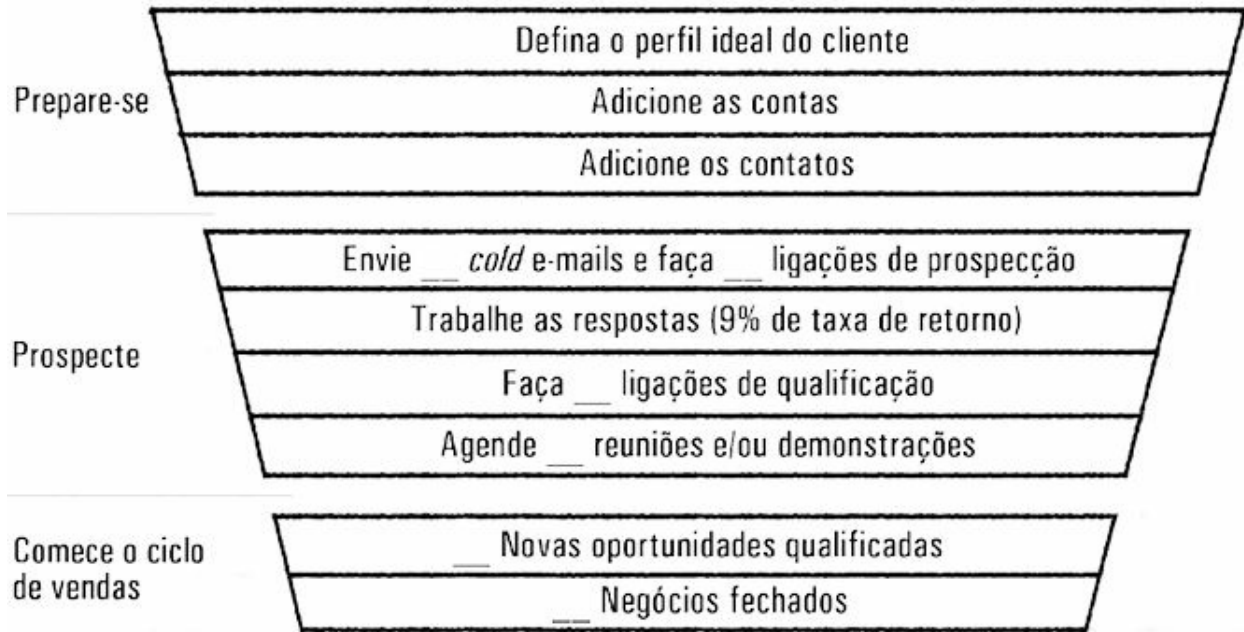 Defina o perfil ideal do cliente
Prepare-se
Adicione as contas
Adicione os contatos
Envie __ cold e-mails e faça __ ligações de prospecção
Trabalhe as respostas (9% de taxa de retorno)
Prospecte
Faça __ ligações de qualificação
Agende __ reuniões e/ou demonstrações
Comece o ciclo
de vendas
__ Novas oportunidades qualificadas
__ Negócios fechados